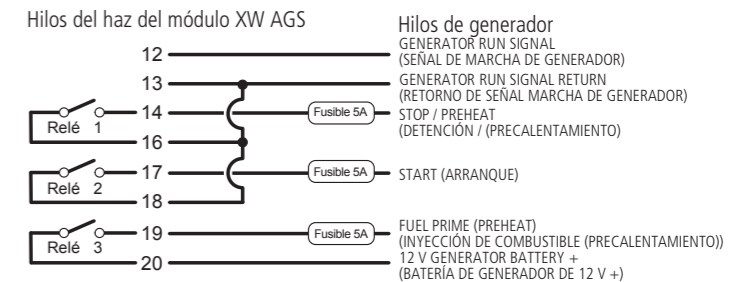 Hilos del haz del módulo XW AGS
Hilos de generador
12
GENERATOR RUN SIGNAL
(SEÑAL DE MARCHA DE GENERADOR)
13
GENERATOR RUN SIGNAL RETURN
(RETORNO DE SEÑAL MARCHA DE GENERADOR)
Relé 1
14
Fusible 5A
STOP / PREHEAT
(DETENCIÓN / (PRECALENTAMIENTO)
16
Relé 2
17
Fusible 5A
START (ARRANQUE)
18
Relé 3
19
Fusible 5A
FUEL PRIME (PREHEAT)
(INYECCIÓN DE COMBUSTIBLE (PRECALENTAMIENTO))
20
12 V GENERATOR BATTERY +
(BATERÍA DE GENERADOR DE 12 V +)